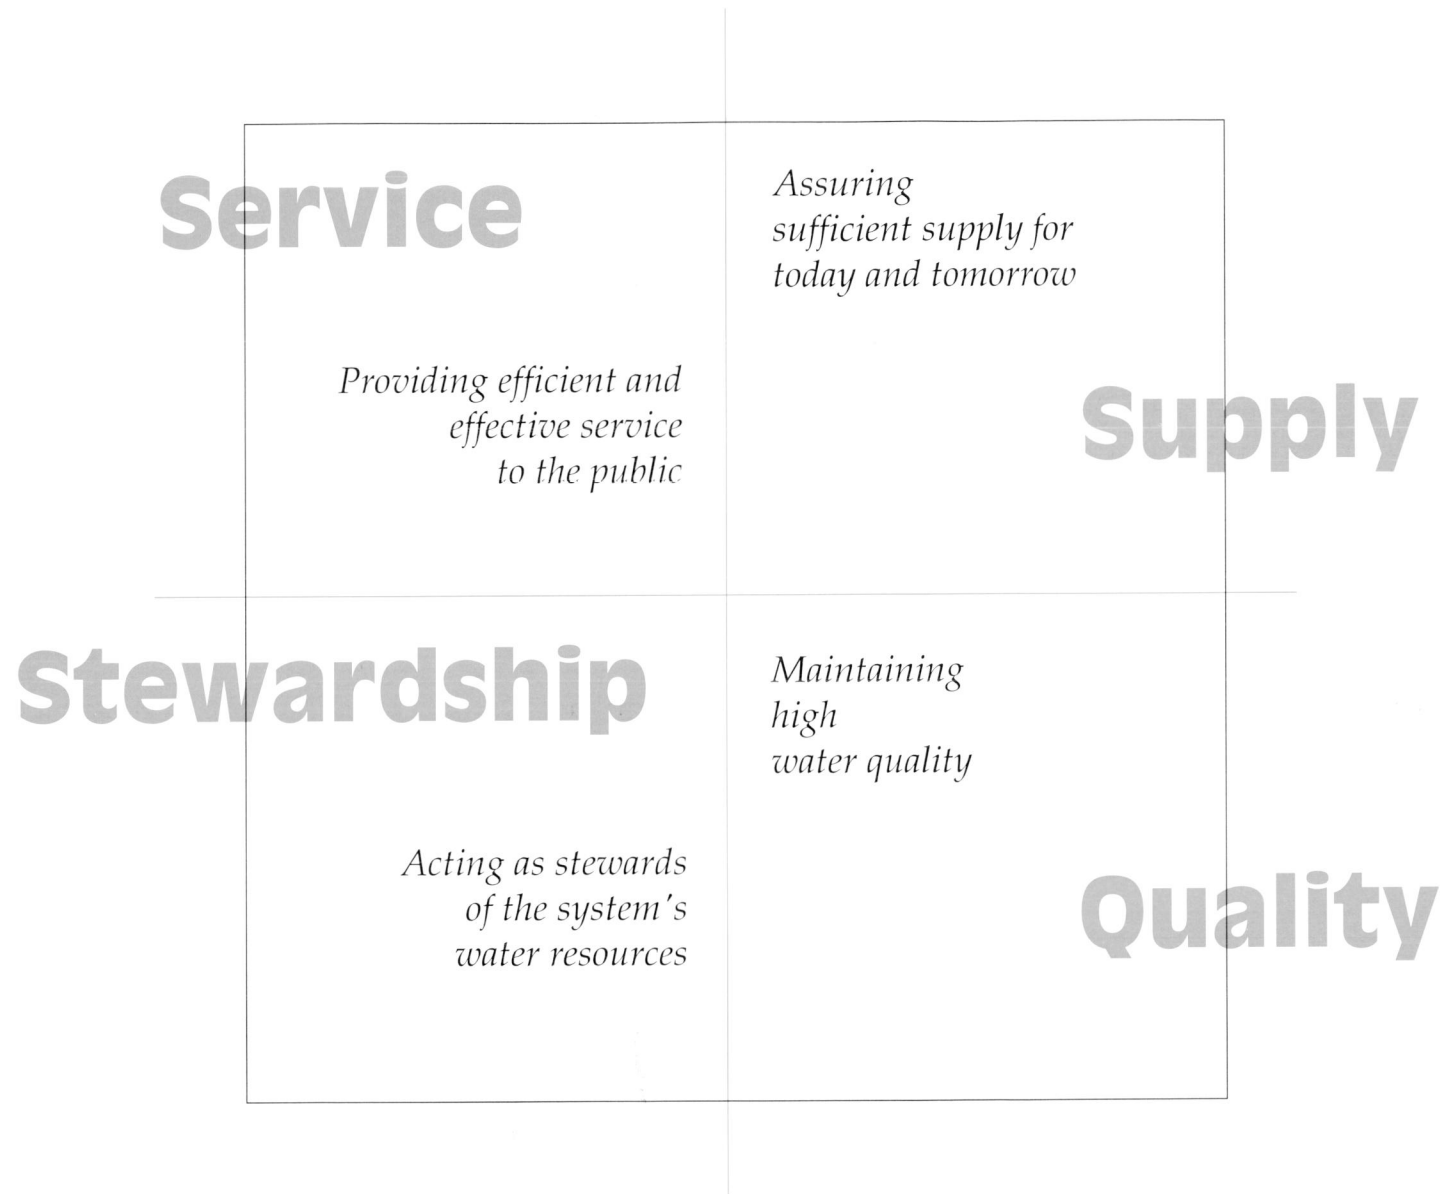 Service
Providing efficient and
effective service
to the public
Assuring
sufficient supply for
today and tomorrow
Supply
Stewardship
Acting as stewards
of the system's
water resources
Maintaining
high
water quality
Quality